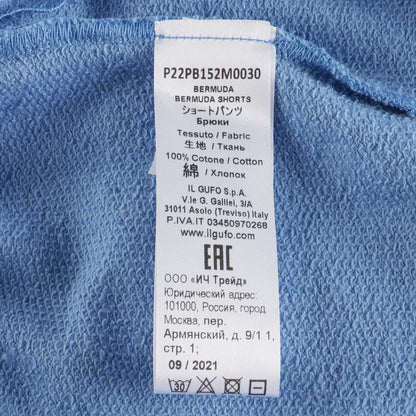 P22PB152M0030
BERMUDA
BERMUDA SHORTS
ショートパンツ
Брюки
Tessuto / Fabric
生地 / Ткань
100% Cotone / Cotton
綿 / Хлопок
IL GUFO S.p.A.
V.le G. Galilei, 3/A
31011 Asolo (Treviso) Italy
P.IVA.IT 03450970268
www.ilgufo.com
EAC
ООО «ИЧ Трейд»
Юридический адрес:
101000, Россия, город
Москва, пер.
Армянский, д. 9/1 1,
стр. 1;
09 / 2021
30